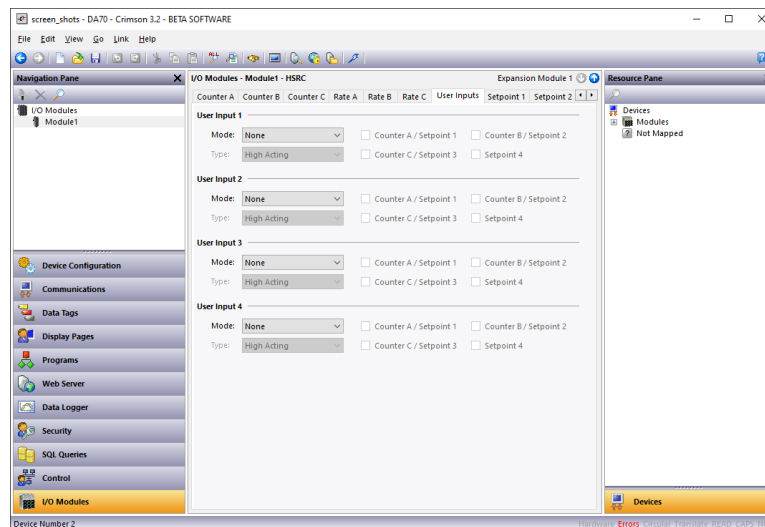 screen_shots - DA70 - Crimson 3.2 - BETA SOFTWARE
File Edit View Go Link Help
Navigation Pane
I/O Modules - Module1 - HSRC Expansion Module 1
Resource Pane
Counter A Counter B Counter C Rate A Rate B Rate C User Inputs Setpoint 1 Setpoint 2
I/O Modules
Module1
Devices
Modules
Not Mapped
User Input 1
Mode: None Counter A / Setpoint 1 Counter B / Setpoint 2
Type: High Acting Counter C / Setpoint 3 Setpoint 4
User Input 2
Mode: None Counter A / Setpoint 1 Counter B / Setpoint 2
Type: High Acting Counter C / Setpoint 3 Setpoint 4
User Input 3
Mode: None Counter A / Setpoint 1 Counter B / Setpoint 2
Type: High Acting Counter C / Setpoint 3 Setpoint 4
User Input 4
Mode: None Counter A / Setpoint 1 Counter B / Setpoint 2
Type: High Acting Counter C / Setpoint 3 Setpoint 4
Device Configuration
Communications
Data Tags
Display Pages
Programs
Web Server
Data Logger
Security
SQL Queries
Control
I/O Modules
Devices
Device Number 2
Hardware Errors Circular Translate READ CAPS